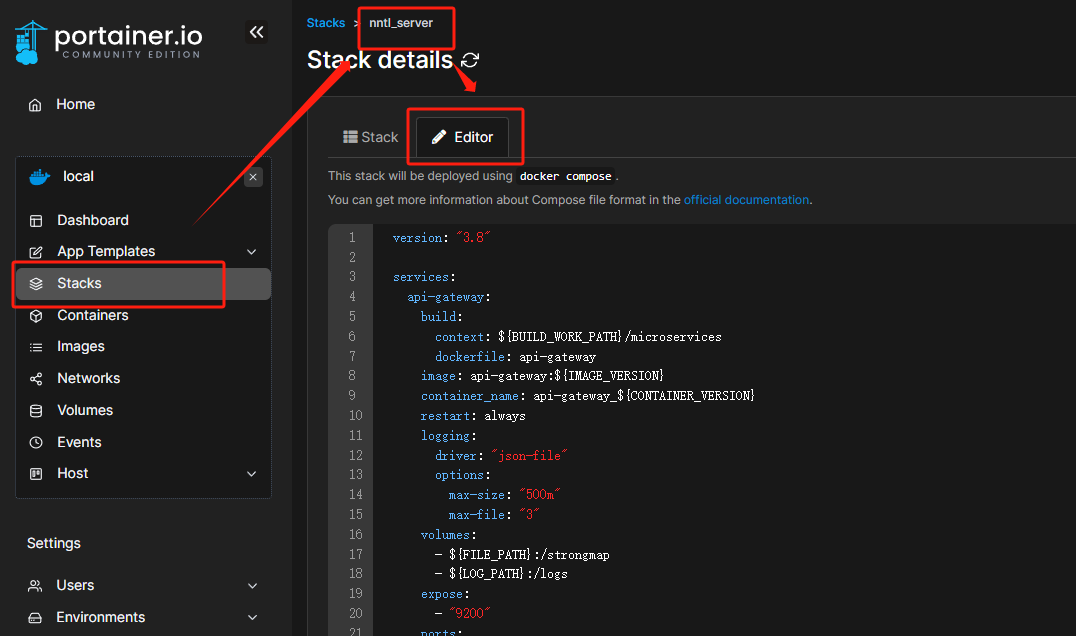 portainer.io
COMMUNITY EDITION
Home
local
Dashboard
App Templates
Stacks
Containers
Images
Networks
Volumes
Events
Host
Settings
Users
Environments
Stacks > nntl_server
Stack details
Stack
Editor
This stack will be deployed using docker compose .
You can get more information about Compose file format in the official documentation.
1 version: "3.8"
2
3 services:
4 api-gateway:
5 build:
6 context: ${BUILD_WORK_PATH}/microservices
7 dockerfile: api-gateway
8 image: api-gateway:${IMAGE_VERSION}
9 container_name: api-gateway_${CONTAINER_VERSION}
10 restart: always
11 logging:
12 driver: "json-file"
13 options:
14 max-size: "500m"
15 max-file: "3"
16 volumes:
17 - ${FILE_PATH}:/strongmap
18 - ${LOG_PATH}:/logs
19 expose:
20 - "9200"
21 ports: